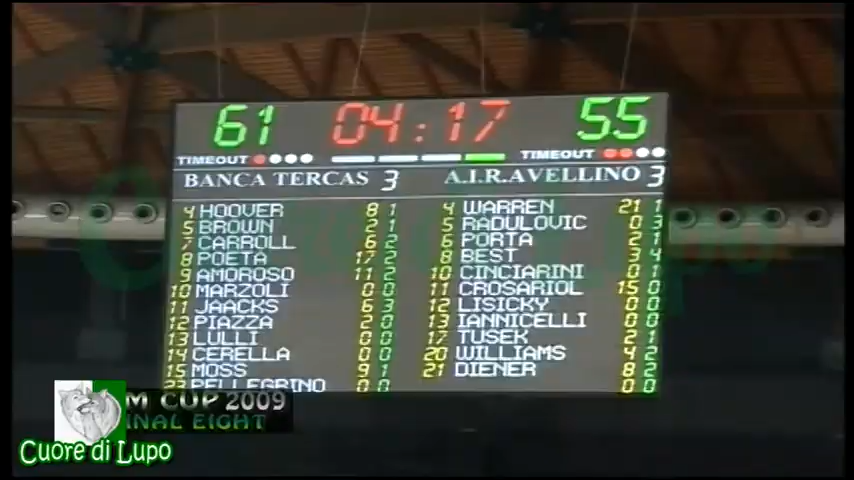 61 04:17 55
TIMEOUT TIMEOUT
BANCA TERCAS 3 A.I.R.AVELLINO 3
4 HOOVER 8 1 4 WARREN 21 1
5 BROWN 2 1 5 RADULOVIC 0 3
7 CARROLL 6 2 6 PORTA 2 1
8 POETA 17 2 8 BEST 3 4
9 AMOROSO 11 2 10 CINCIARINI 0 1
10 MARZOLI 0 0 11 CROSARIOL 15 0
11 JAACKS 6 3 12 LISICKY 0 0
12 PIAZZA 2 0 13 IANNICELLI 0 0
13 LULLI 0 0 17 TUSEK 2 1
14 CERELLA 0 0 20 WILLIAMS 4 2
15 MOSS 9 1 21 DIENER 8 2
23 PELLEGRINO 0 0 0 0
M CUP 2009
INAL EIGHT
Cuore di Lupo